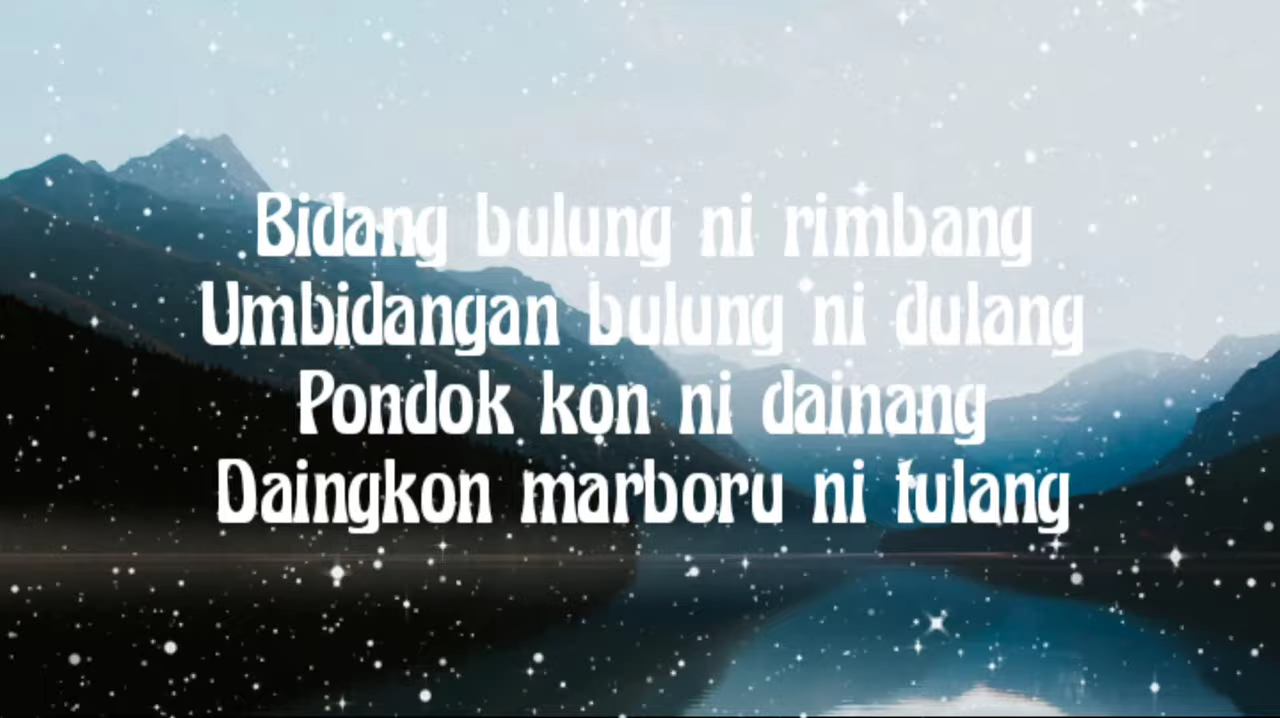 Bidang bulung ni rimbang
Umbidangan bulung ni dulang
Pondok kon ni dainang
Daingkon marboru ni tulang